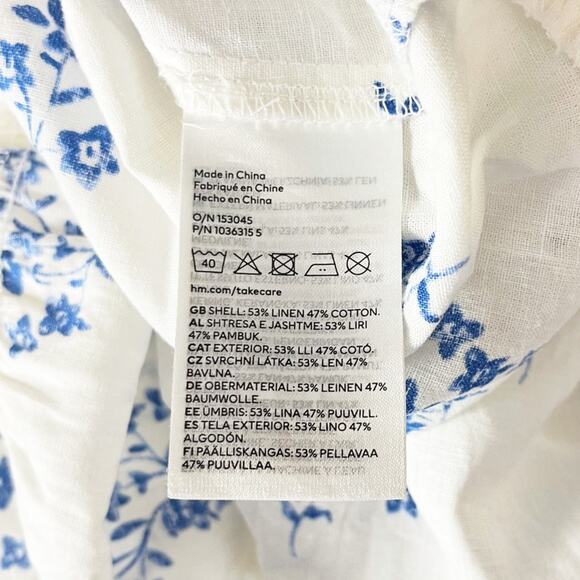 Made in China
Fabriqué en Chine
Hecho en China
O/N 153045
P/N 1036315 S
40
hm.com/takecare
GB SHELL: 53% LINEN 47% COTTON.
AL SHTRESA E JASHTME: 53% LIRI
47% PAMBUK.
CAT EXTERIOR: 53% LLI 47% COTÓ.
CZ SVRCHNÍ LÁTKA: 53% LEN 47%
BAVLNA.
DE OBERMATERIAL: 53% LEINEN 47%
BAUMWOLLE.
EE ÜMBRIS: 53% LINA 47% PUUVILL.
ES TELA EXTERIOR: 53% LINO 47%
ALGODÓN.
FI PÄÄLLISKANGAS: 53% PELLAVAA
47% PUUVILLAA.